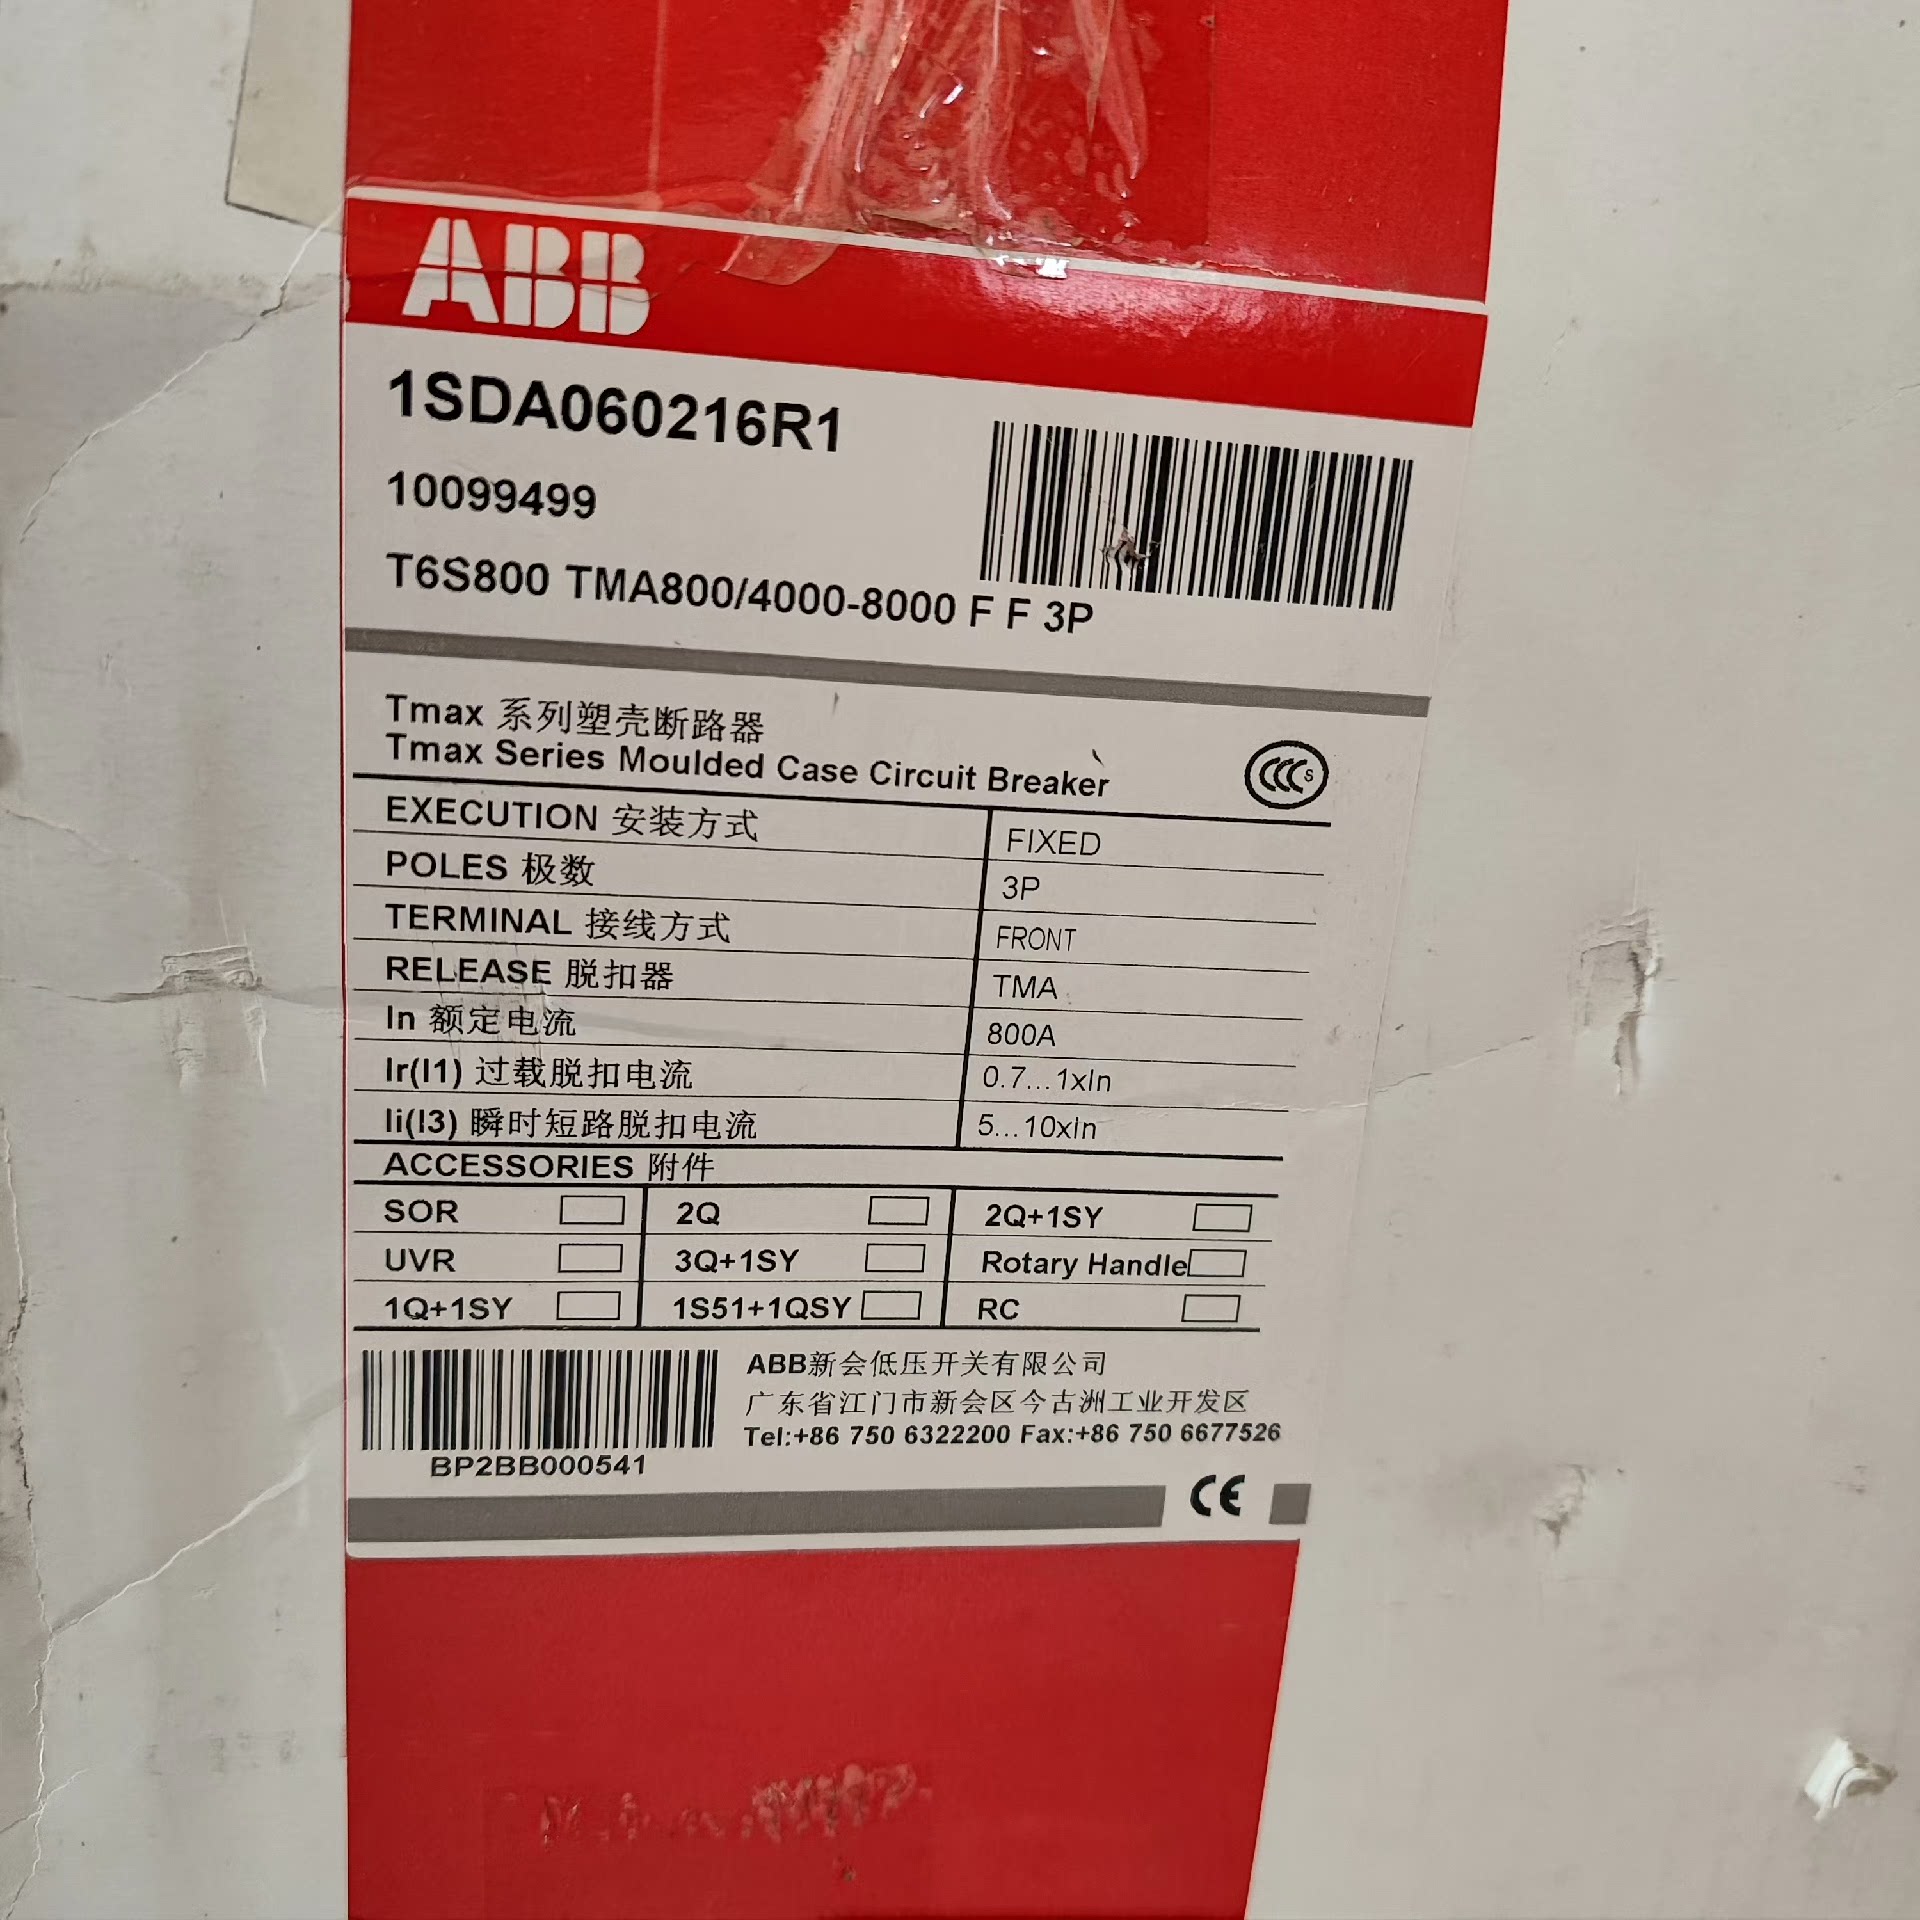 ABB
1SDA060216R1
10099499
T6S800 TMA800/4000-8000 F F 3P
Tmax 系列塑壳断路器
Tmax Series Moulded Case Circuit Breaker
CCC S
EXECUTION 安装方式 FIXED
POLES 极数 3P
TERMINAL 接线方式 FRONT
RELEASE 脱扣器 TMA
In 额定电流 800A
Ir(I1) 过载脱扣电流 0.7...1xIn
Ii(I3) 瞬时短路脱扣电流 5...10xIn
ACCESSORIES 附件
SOR 2Q 2Q+1SY
UVR 3Q+1SY Rotary Handle
1Q+1SY 1S51+1QSY RC
ABB新会低压开关有限公司
广东省江门市新会区今古洲工业开发区
Tel:+86 750 6322200 Fax:+86 750 6677526
BP2BB000541
CE